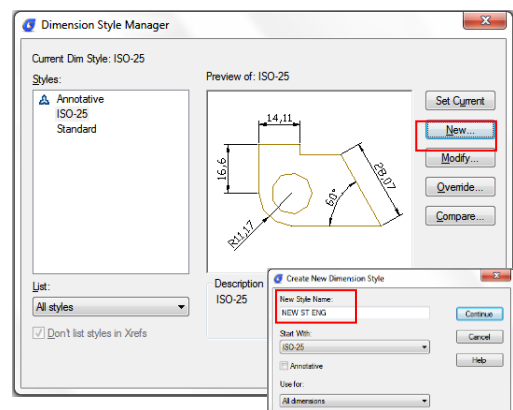 Dimension Style Manager
Current Dim Style: ISO-25
Styles:
Annotative
ISO-25
Standard
Preview of: ISO-25
14,11
16,6
28,07
60°
R11,17
Set Current
New...
Modify...
Override...
Compare...
List:
All styles
Don't list styles in Xrefs
Description
ISO-25
Create New Dimension Style
New Style Name:
NEW ST ENG
Start With:
ISO-25
Annotative
Use for:
All dimensions
Continue
Cancel
Help